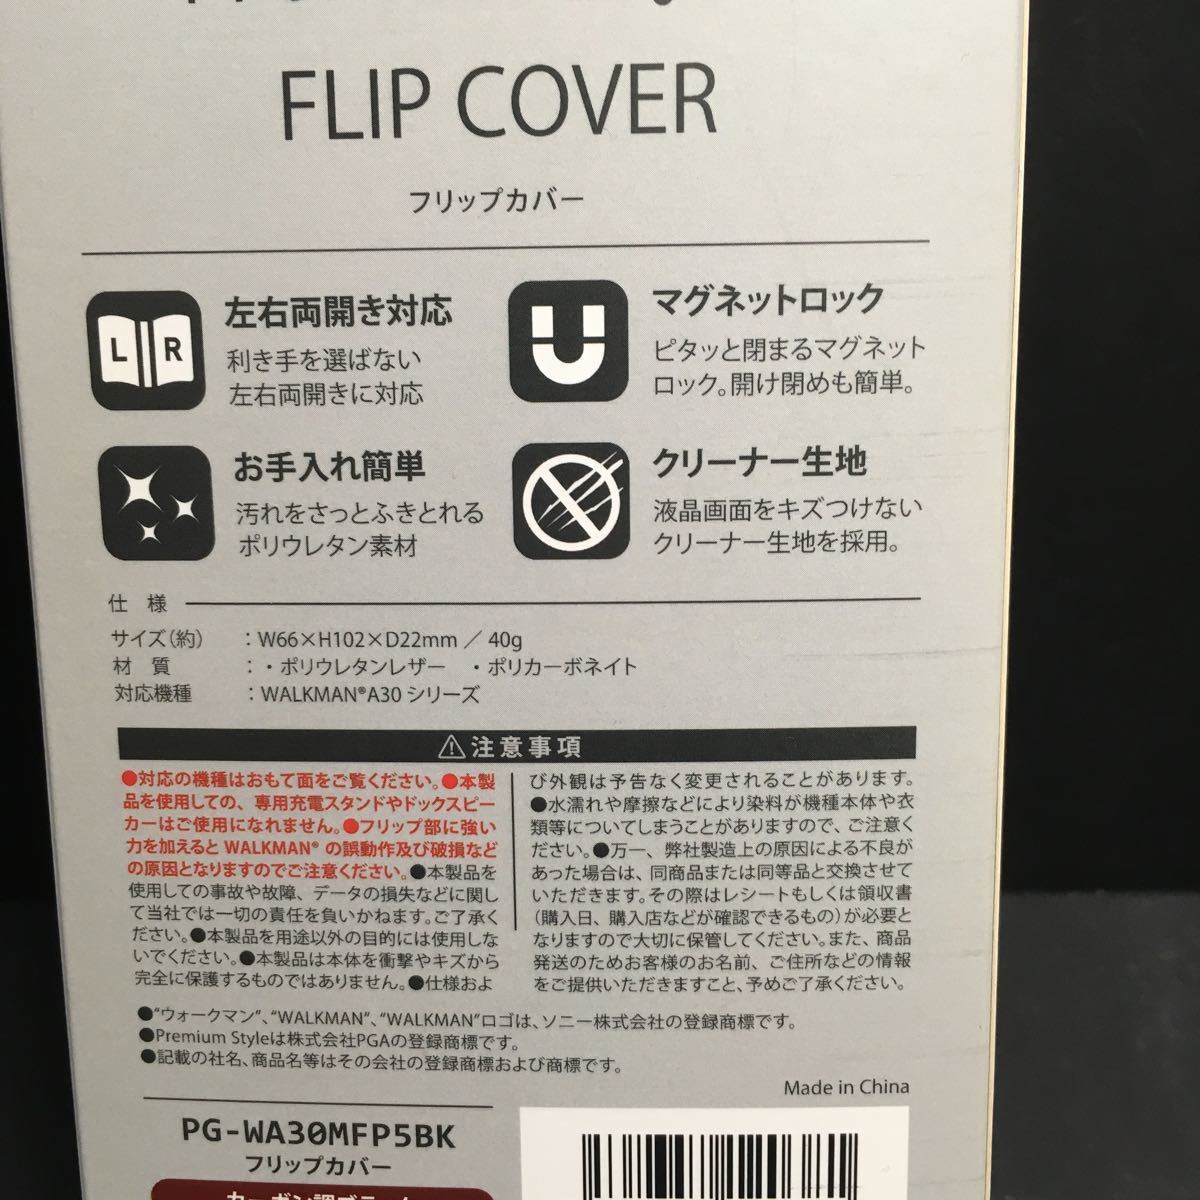 FLIP COVER
フリップカバー
L R
左右両開き対応
利き手を選ばない
左右両開きに対応
マグネットロック
ピタッと閉まるマグネット
ロック。開け閉めも簡単。
お手入れ簡単
汚れをさっとふきとれる
ポリウレタン素材
クリーナー生地
液晶画面をキズつけない
クリーナー生地を採用。
仕 様
サイズ(約) ：W66×H102×D22mm ／ 40g
材 質 ：・ポリウレタンレザー ・ポリカーボネイト
対応機種 ：WALKMAN®A30 シリーズ
⚠注意事項
●対応の機種はおもて面をご覧ください。●本製
品を使用しての、専用充電スタンドやドックスピー
カーはご使用になれません。●フリップ部に強い
力を加えると WALKMAN® の誤動作及び破損など
の原因となりますのでご注意ください。●本製品を
使用しての事故や故障、データの損失などに関し
て当社では一切の責任を負いかねます。ご了承く
ださい。●本製品を用途以外の目的には使用しな
いでください。●本製品は本体を衝撃やキズから
完全に保護するものではありません。●仕様およ
び外観は予告なく変更されることがあります。
●水濡れや摩擦などにより染料が機種本体や衣
類等についてしまうことがありますので、ご注意く
ださい。●万一、弊社製造上の原因による不良が
あった場合は、同商品または同等品と交換させて
いただきます。その際はレシートもしくは領収書
（購入日、購入店などが確認できるもの）が必要と
なりますので大切に保管してください。また、商品
発送のためお客様のお名前、ご住所などの情報
をご提供いただきますこと、予めご了承ください。
●“ウォークマン”、“WALKMAN”、“WALKMAN”ロゴは、ソニー株式会社の登録商標です。
●Premium Styleは株式会社PGAの登録商標です。
●記載の社名、商品名等はその会社の登録商標および商標です。
Made in China
PG-WA30MFP5BK
フリップカバー